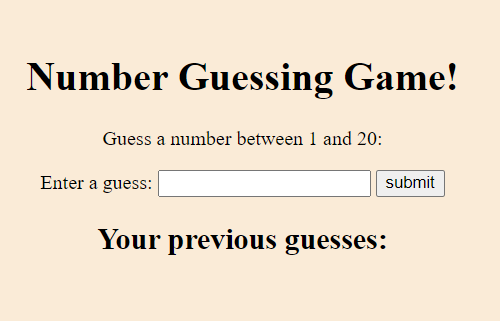 Number Guessing Game!
Guess a number between 1 and 20:
Enter a guess: submit
Your previous guesses: